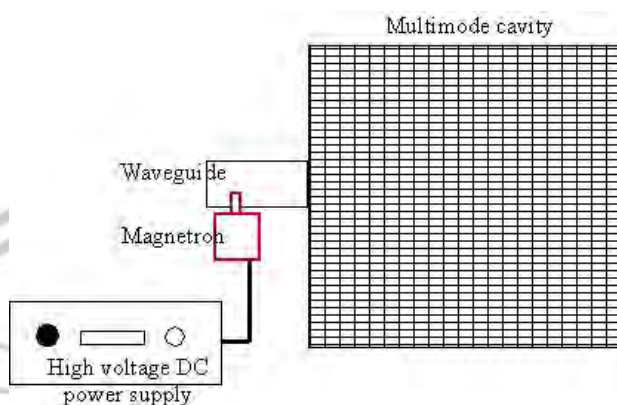 Multimode cavity
Waveguide
Magnetron
High voltage DC
power supply